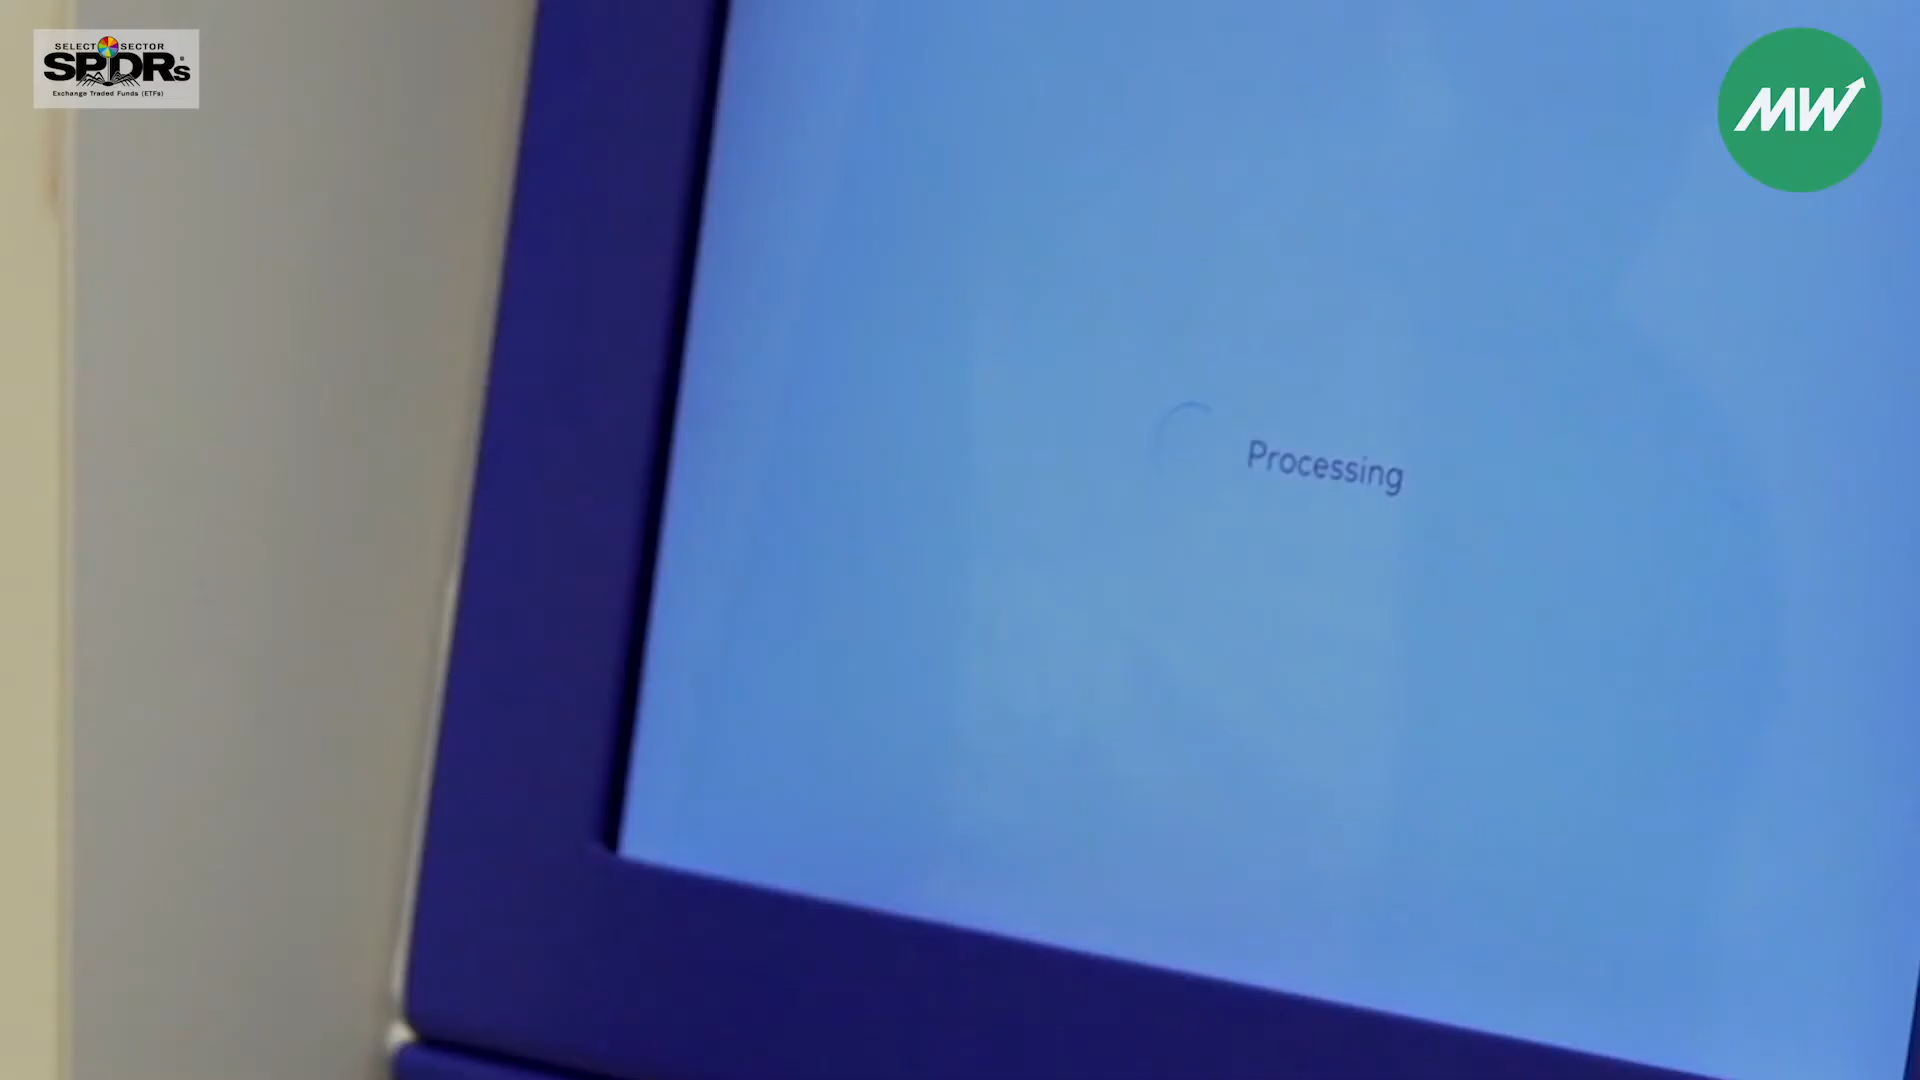 SELECT SECTOR
SPDRs
Exchange Traded Funds (ETFs)
MW
Processing